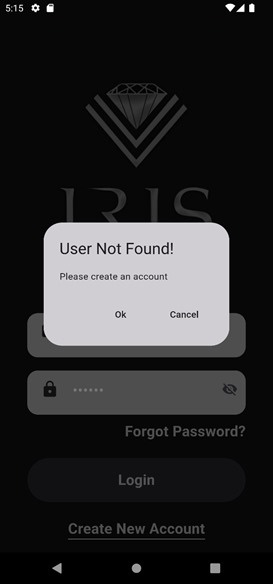 5:15
IRIS
User Not Found!
Please create an account
Ok
Cancel
Forgot Password?
Login
Create New Account